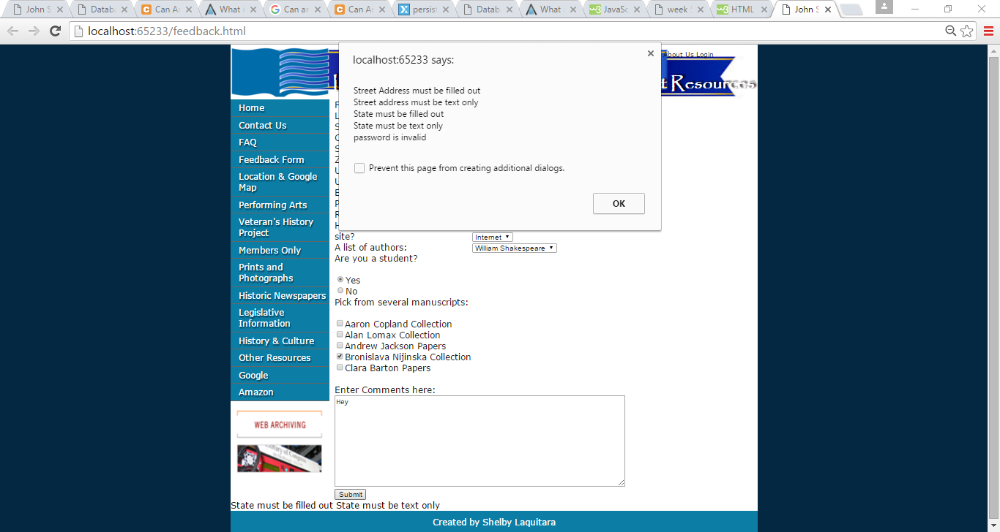 John S
Databa
Can A
What i
Can an
Can A
persist
Datab
What
JavaSc
week
HTML
John S
localhost:65233/feedback.html
About Us Login
t Resources
localhost:65233 says:
Street Address must be filled out
Street address must be text only
State must be filled out
State must be text only
password is invalid
Prevent this page from creating additional dialogs.
OK
Home
Contact Us
FAQ
Feedback Form
Location & Google
Map
Performing Arts
Veteran's History
Project
Members Only
Prints and
Photographs
Historic Newspapers
Legislative
Information
History & Culture
Other Resources
Google
Amazon
WEB ARCHIVING
site?
Internet
A list of authors:
William Shakespeare
Are you a student?
Yes
No
Pick from several manuscripts:
Aaron Copland Collection
Alan Lomax Collection
Andrew Jackson Papers
Bronislava Nijinska Collection
Clara Barton Papers
Enter Comments here:
Hey
Submit
State must be filled out State must be text only
Created by Shelby Laquitara